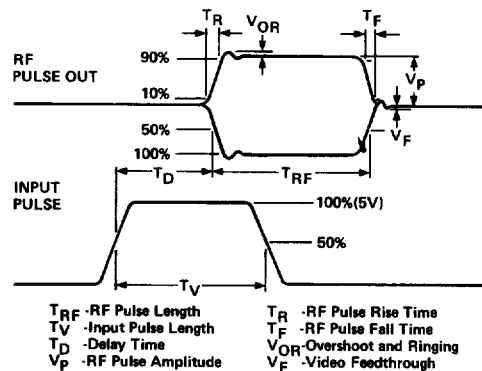 T_R
V_OR
T_F
RF
PULSE OUT
90%
10%
50%
100%
V_P
V_F
T_D
T_RF
INPUT
PULSE
100%(5V)
50%
T_V
T_RF -RF Pulse Length
T_V -Input Pulse Length
T_D -Delay Time
V_P -RF Pulse Amplitude
T_R -RF Pulse Rise Time
T_F -RF Pulse Fall Time
V_OR -Overshoot and Ringing
V_F -Video Feedthrough